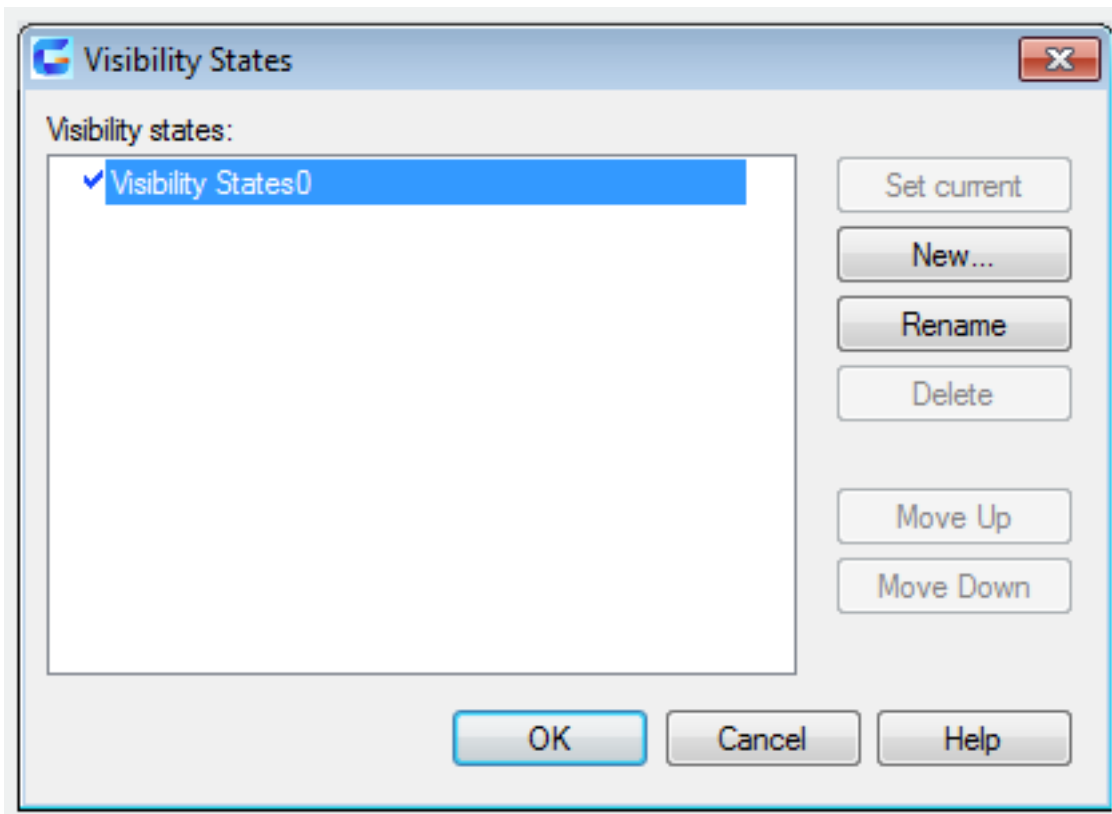 Visibility States
Visibility states:
Visibility States0
Set current
New...
Rename
Delete
Move Up
Move Down
OK
Cancel
Help